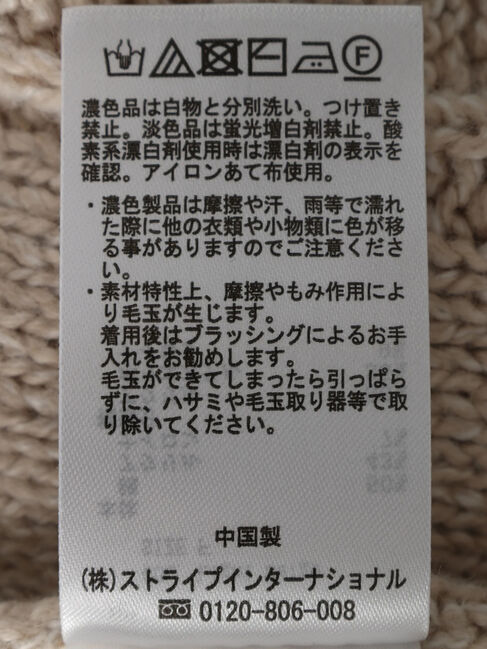 濃色品は白物と分別洗い。つけ置き
禁止。淡色品は蛍光増白剤禁止。酸
素系漂白剤使用時は漂白剤の表示を
確認。アイロンあて布使用。
・濃色製品は摩擦や汗、雨等で濡れ
た際に他の衣類や小物類に色が移
る事がありますのでご注意くださ
い。
・素材特性上、摩擦やもみ作用によ
り毛玉が生じます。
着用後はブラッシングによるお手
入れをお勧めします。
毛玉ができてしまったら引っぱら
ずに、ハサミや毛玉取り器等で取
り除いてください。
中国製
(株)ストライプインターナショナル
0120-806-008